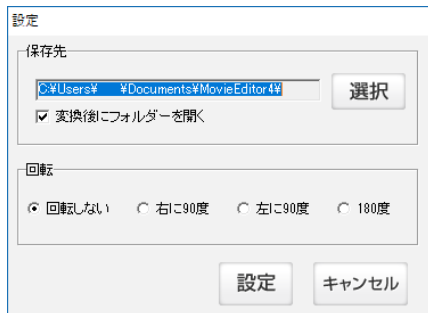 設定
保存先
C:¥Users¥　　¥Documents¥MovieEditor4¥
選択
変換後にフォルダーを開く
回転
回転しない 右に90度 左に90度 180度
設定 キャンセル